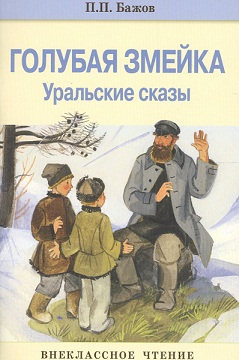 П.П. Бажов
ГОЛУБАЯ ЗМЕЙКА
Уральские сказы
ВНЕКЛАССНОЕ ЧТЕНИЕ